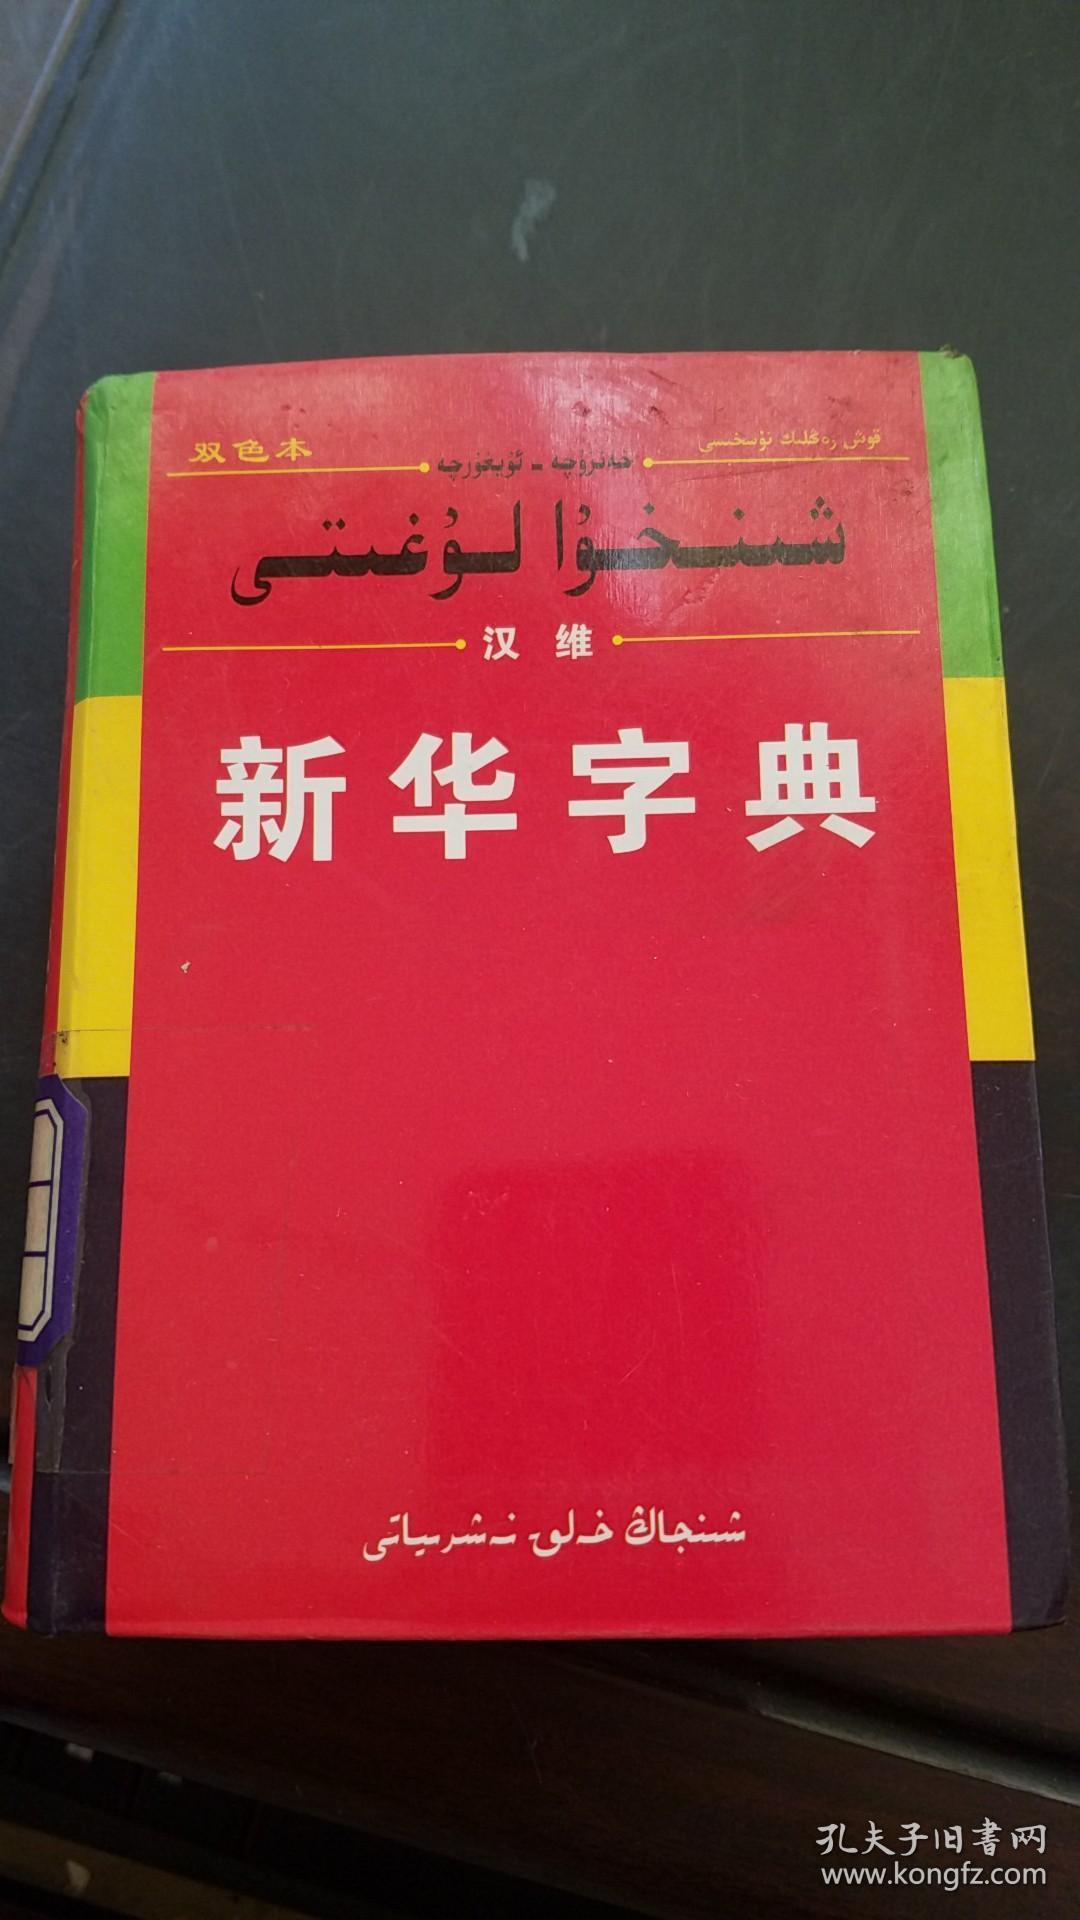 双色本
قوش رەڭلىك نۇسخىسى
خەنزۇچە - ئۇيغۇرچە
شىنخۇا لۇغىتى
汉维
新华字典
شىنجاڭ خەلق نەشرىياتى
孔夫子旧书网
www.kongfz.com